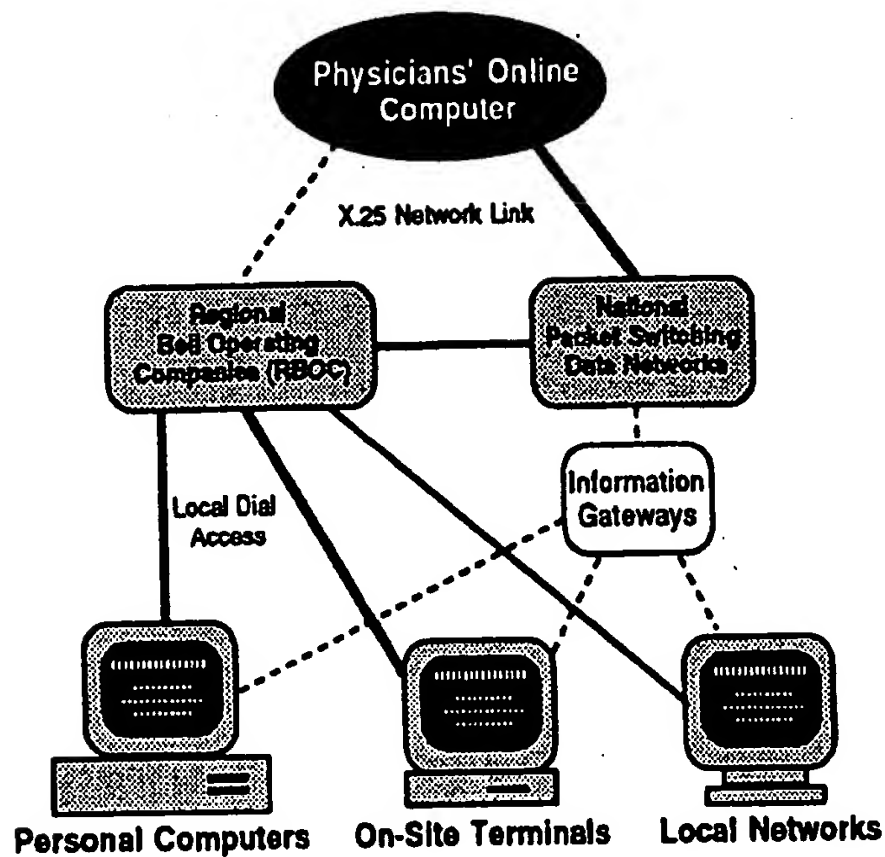 Physicians' Online
Computer
X.25 Network Link
Regional
Bell Operating
Companies (RBOC)
National
Packet Switching
Data Networks
Information
Gateways
Local Dial
Access
Personal Computers
On-Site Terminals
Local Networks